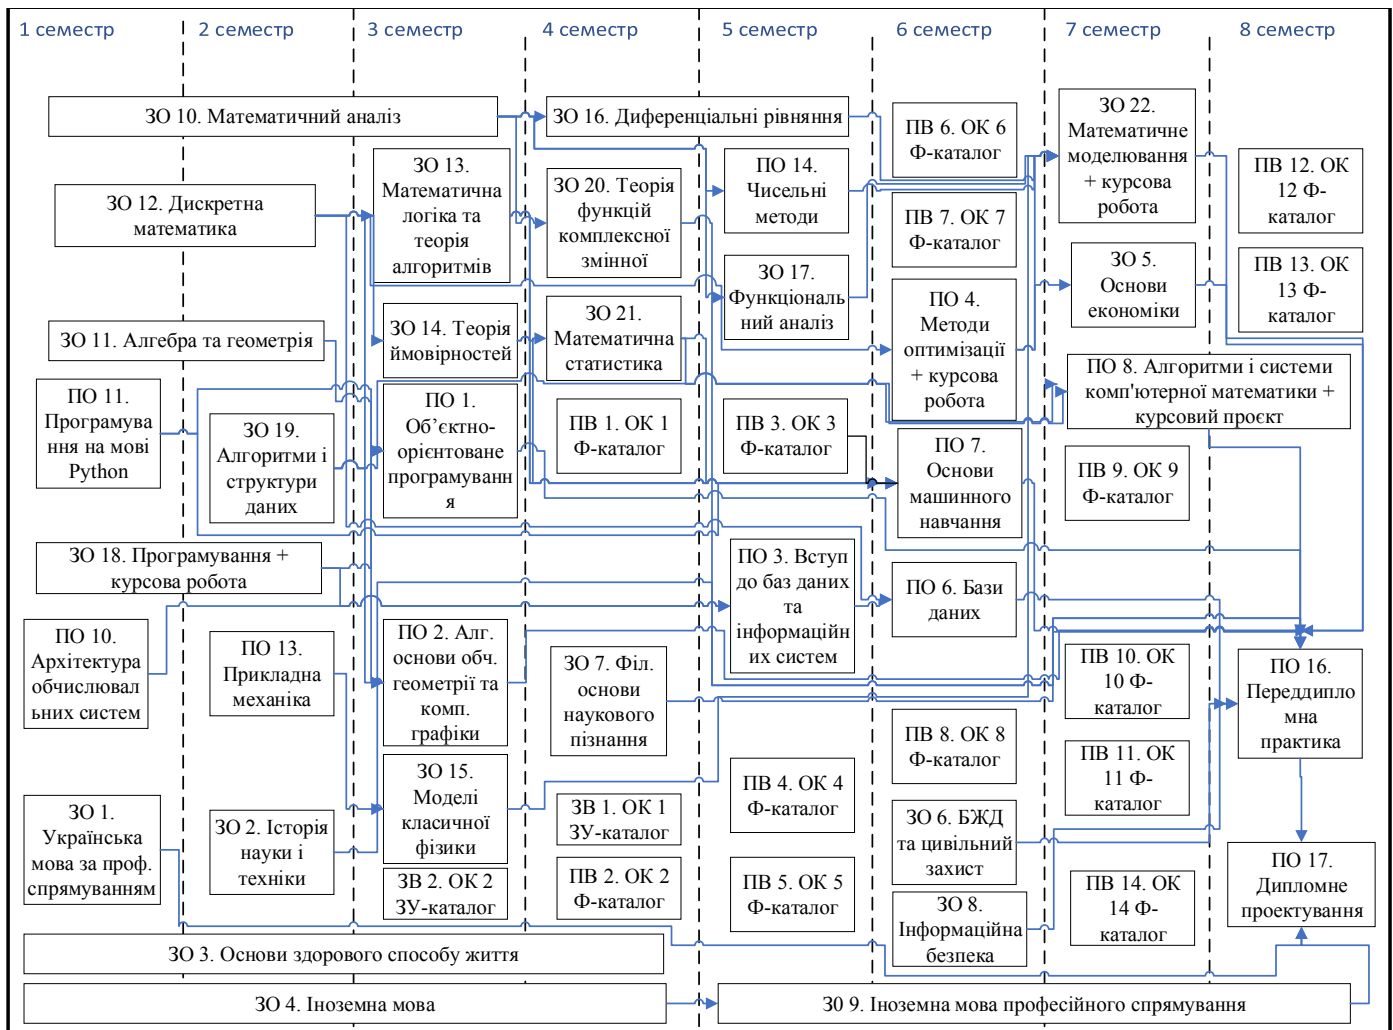 1 семестр
2 семестр
3 семестр
4 семестр
5 семестр
6 семестр
7 семестр
8 семестр
ЗО 10. Математичний аналіз
ЗО 12. Дискретна
математика
ЗО 11. Алгебра та геометрія
ПО 11.
Програмува
ння на мові
Python
ЗО 19.
Алгоритми і
структури
даних
ЗО 18. Програмування +
курсова робота
ПО 10.
Архітектура
обчислювал
ьних систем
ПО 13.
Прикладна
механіка
ЗО 1.
Українська
мова за проф.
спрямуванням
ЗО 2. Історія
науки і
техніки
ЗО 3. Основи здорового способу життя
ЗО 4. Іноземна мова
ЗО 13.
Математична
логіка та
теорія
алгоритмів
ЗО 14. Теорія
ймовірностей
ПО 1.
Об’єктно-
орієнтоване
програмуванн
я
ПО 2. Алг.
основи обч.
геометрії та
комп.
графіки
ЗО 15.
Моделі
класичної
фізики
ЗВ 2. ОК 2
ЗУ-каталог
ЗО 16. Диференціальні рівняння
ЗО 20. Теорія
функцій
комплексної
змінної
ЗО 21.
Математична
статистика
ПВ 1. ОК 1
Ф-каталог
ЗО 7. Філ.
основи
наукового
пізнання
ЗВ 1. ОК 1
ЗУ-каталог
ПВ 2. ОК 2
Ф-каталог
ПО 14.
Чисельні
методи
ЗО 17.
Функціональ
ний аналіз
ПВ 3. ОК 3
Ф-каталог
ПО 3. Вступ
до баз даних
та
інформаційн
их систем
ПВ 4. ОК 4
Ф-каталог
ПВ 5. ОК 5
Ф-каталог
ПВ 6. ОК 6
Ф-каталог
ПВ 7. ОК 7
Ф-каталог
ПО 4.
Методи
оптимізації
+ курсова
робота
ПО 7.
Основи
машинного
навчання
ПО 6. Бази
даних
ПВ 8. ОК 8
Ф-каталог
ЗО 6. БЖД
та цивільний
захист
ЗО 8.
Інформаційна
безпека
ЗО 22.
Математичне
моделювання
+ курсова
робота
ЗО 5.
Основи
економіки
ПО 8. Алгоритми і системи
комп'ютерної математики +
курсовий проєкт
ПВ 9. ОК 9
Ф-каталог
ПВ 10. ОК
10 Ф-
каталог
ПВ 11. ОК
11 Ф-
каталог
ПВ 14. ОК
14 Ф-
каталог
ПВ 12. ОК
12 Ф-
каталог
ПВ 13. ОК
13 Ф-
каталог
ПО 16.
Переддипло
мна
практика
ПО 17.
Дипломне
проектування
З0 9. Іноземна мова професійного спрямування